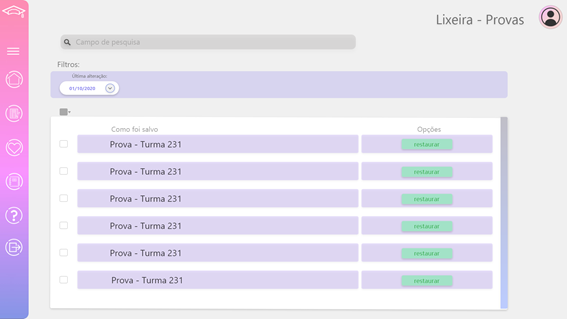 Lixeira - Provas
Campo de pesquisa
Filtros:
Última alteração:
01/10/2020
Como foi salvo Opções
Prova - Turma 231 restaurar
Prova - Turma 231 restaurar
Prova - Turma 231 restaurar
Prova - Turma 231 restaurar
Prova - Turma 231 restaurar
Prova - Turma 231 restaurar